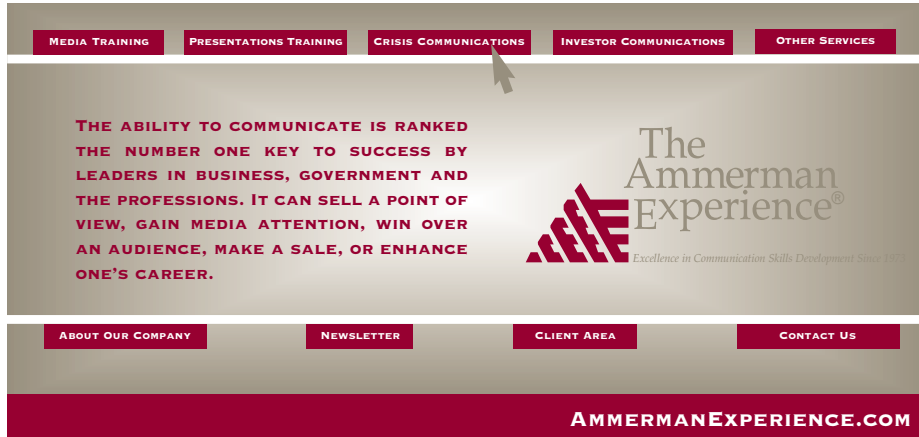 MEDIA TRAINING PRESENTATIONS TRAINING CRISIS COMMUNICATIONS INVESTOR COMMUNICATIONS OTHER SERVICES
THE ABILITY TO COMMUNICATE IS RANKED
THE NUMBER ONE KEY TO SUCCESS BY
LEADERS IN BUSINESS, GOVERNMENT AND
THE PROFESSIONS. IT CAN SELL A POINT OF
VIEW, GAIN MEDIA ATTENTION, WIN OVER
AN AUDIENCE, MAKE A SALE, OR ENHANCE
ONE'S CAREER.
The
Ammerman
Experience®
Excellence in Communication Skills Development Since 1973
ABOUT OUR COMPANY NEWSLETTER CLIENT AREA CONTACT US
AMMERMANEXPERIENCE.COM